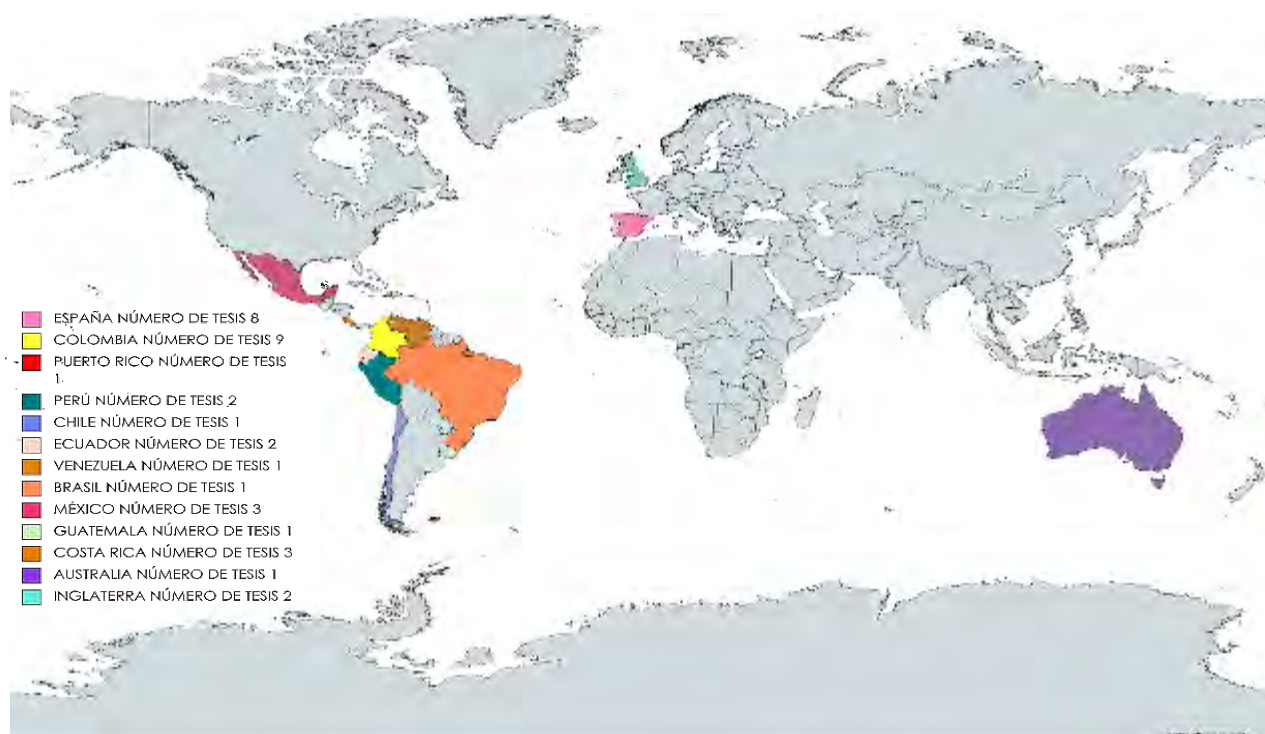 ESPAÑA NÚMERO DE TESIS 8
COLOMBIA NÚMERO DE TESIS 9
PUERTO RICO NÚMERO DE TESIS
1
PERÚ NÚMERO DE TESIS 2
CHILE NÚMERO DE TESIS 1
ECUADOR NÚMERO DE TESIS 2
VENEZUELA NÚMERO DE TESIS 1
BRASIL NÚMERO DE TESIS 1
MÉXICO NÚMERO DE TESIS 3
GUATEMALA NÚMERO DE TESIS 1
COSTA RICA NÚMERO DE TESIS 3
AUSTRALIA NÚMERO DE TESIS 1
INGLATERRA NÚMERO DE TESIS 2